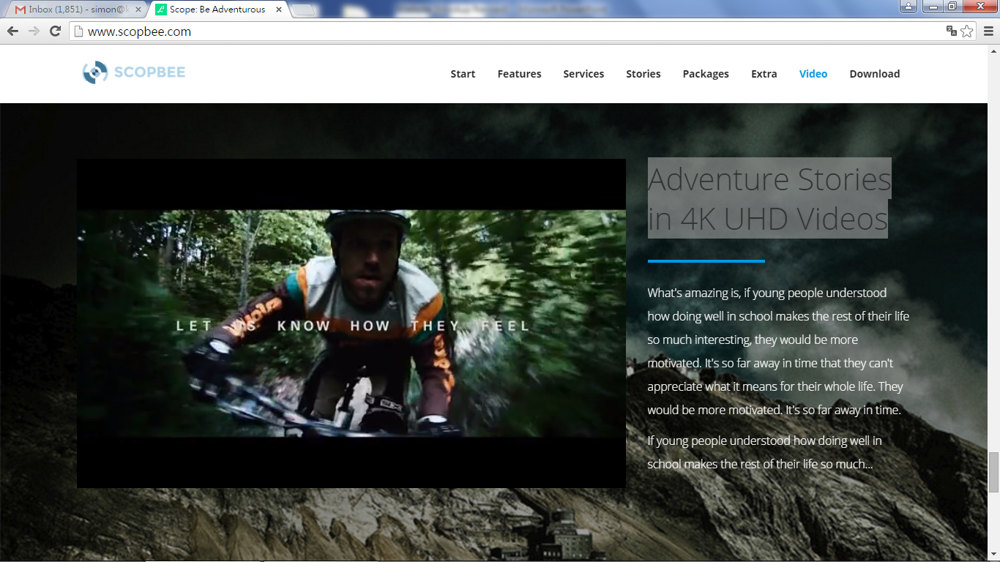 Inbox (1,851) - simon@
Scope: Be Adventurous
www.scopbee.com
SCOPBEE
Start Features Services Stories Packages Extra Video Download
Adventure Stories
in 4K UHD Videos
LET US KNOW HOW THEY FEEL
What's amazing is, if young people understood
how doing well in school makes the rest of their life
so much interesting, they would be more
motivated. It's so far away in time that they can't
appreciate what it means for their whole life. They
would be more motivated. It's so far away in time.
If young people understood how doing well in
school makes the rest of their life so much...